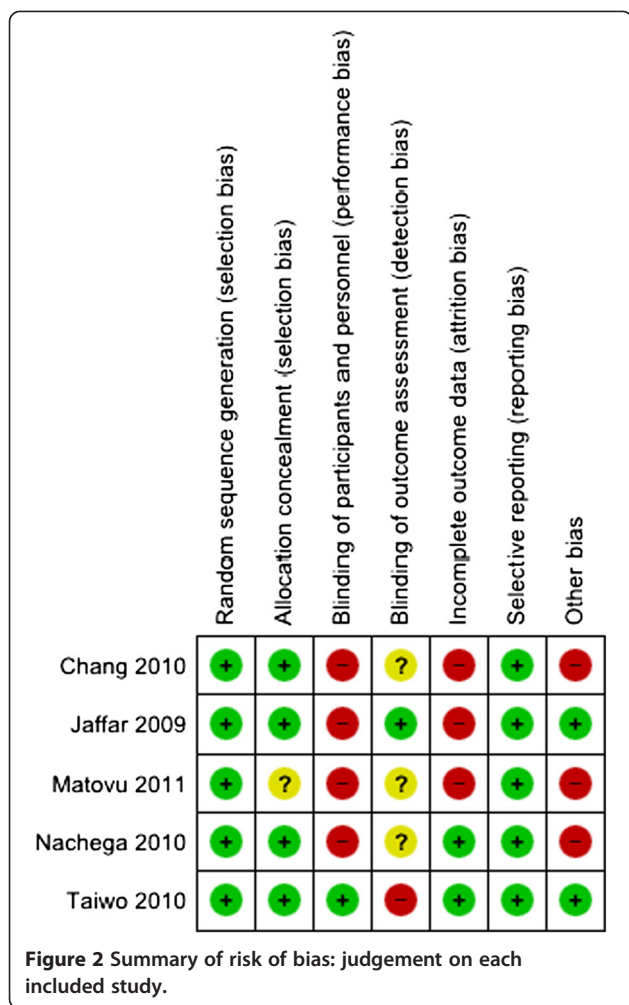 Random sequence generation (selection bias)
Allocation concealment (selection bias)
Blinding of participants and personnel (performance bias)
Blinding of outcome assessment (detection bias)
Incomplete outcome data (attrition bias)
Selective reporting (reporting bias)
Other bias
Chang 2010 + + − ? − + −
Jaffar 2009 + + − + − + +
Matovu 2011 + ? − ? − + −
Nachega 2010 + + − ? + + −
Taiwo 2010 + + + − + + +
Figure 2 Summary of risk of bias: judgement on each
included study.